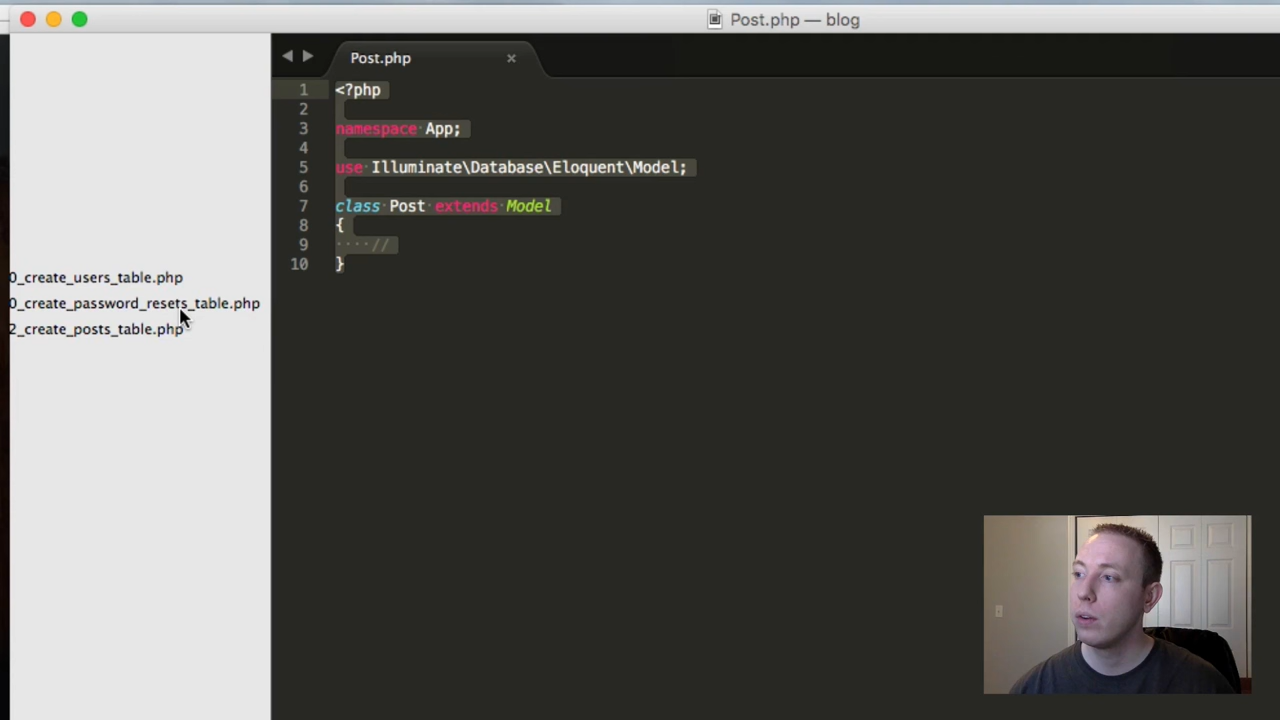 Post.php — blog
0_create_users_table.php
0_create_password_resets_table.php
2_create_posts_table.php
Post.php ×
1 <?php
2
3 namespace App;
4
5 use Illuminate\Database\Eloquent\Model;
6
7 class Post extends Model
8 {
9 //
10 }